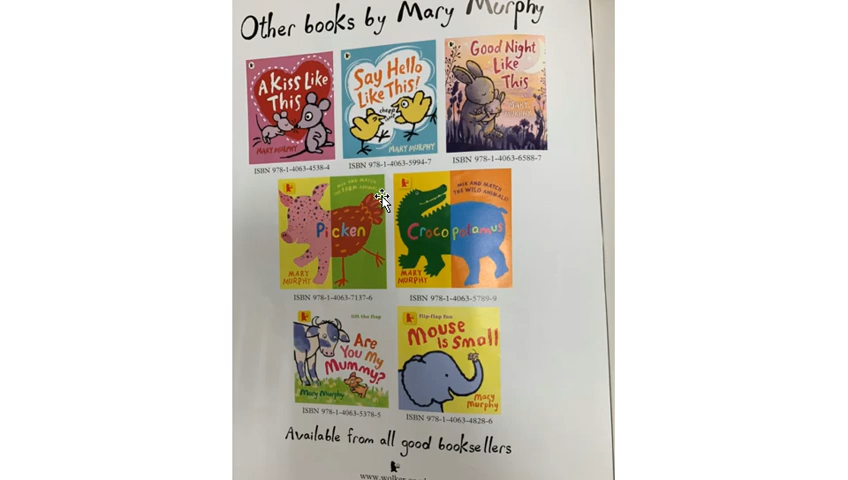 Other books by Mary Murphy
A Kiss Like
This
MARY MURPHY
Say Hello
Like This!
cheep
MARY MURPHY
Good Night
Like
This
ISBN 978-1-4063-4538-4
ISBN 978-1-4063-5994-7
ISBN 978-1-4063-6588-7
MIX AND MATCH
Picken
MARY
MURPHY
MIX AND MATCH
THE WILD ANIMALS!
Crocopotamus
MARY
MURPHY
ISBN 978-1-4063-7137-6
ISBN 978-1-4063-5789-9
lift-the-flap
Are
You My
Mummy?
Mary Murphy
flip-flap fun
Mouse
is Small
Mary
Murphy
ISBN 978-1-4063-5378-5
ISBN 978-1-4063-4828-6
Available from all good booksellers